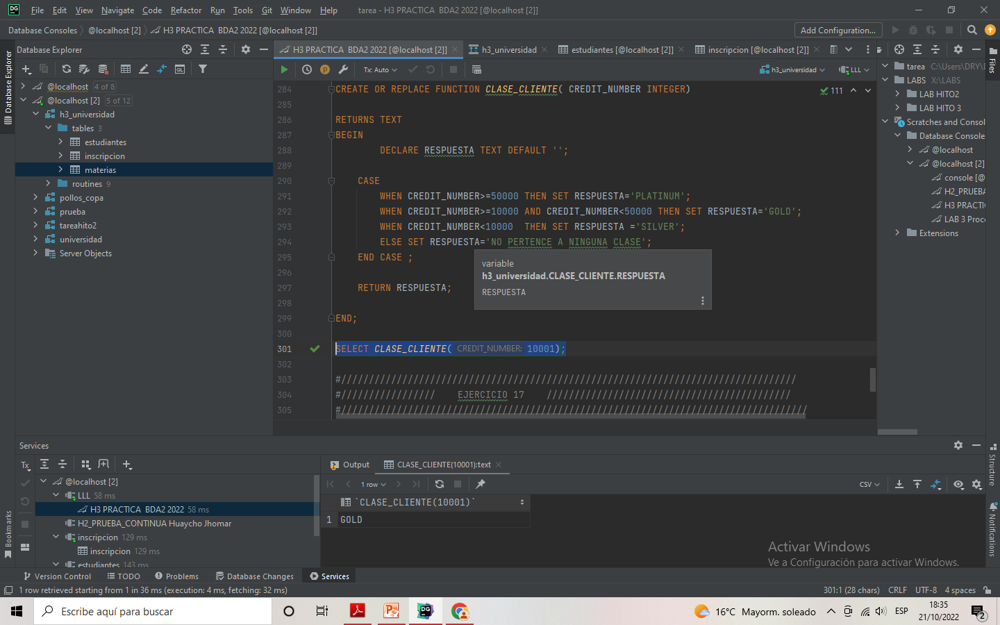 DG File Edit View Navigate Code Refactor Run Tools Git Window Help tarea - H3 PRACTICA BDA2 2022 [@localhost [2]]
Database Consoles @localhost [2] H3 PRACTICA BDA2 2022 [@localhost [2]] Add Configuration...
Database Explorer
H3 PRACTICA BDA2 2022 [@localhost [2]] h3_universidad estudiantes [@localhost [2]] inscripcion [@localhost [2]]
Tx: Auto h3_universidad LLL
Database Explorer
Bookmarks
@localhost 4 of 8
@localhost [2] 5 of 12
h3_universidad
tables 3
estudiantes
inscripcion
materias
routines 9
pollos_copa
prueba
tareahito2
universidad
Server Objects
284 CREATE OR REPLACE FUNCTION CLASE_CLIENTE( CREDIT_NUMBER INTEGER)
111
285
286 RETURNS TEXT
287 BEGIN
288 DECLARE RESPUESTA TEXT DEFAULT '';
289
290 CASE
291 WHEN CREDIT_NUMBER>=50000 THEN SET RESPUESTA='PLATINUM';
292 WHEN CREDIT_NUMBER>=10000 AND CREDIT_NUMBER<50000 THEN SET RESPUESTA='GOLD';
293 WHEN CREDIT_NUMBER<10000 THEN SET RESPUESTA ='SILVER';
294 ELSE SET RESPUESTA='NO PERTENCE A NINGUNA CLASE';
295 END CASE ;
296
297 RETURN RESPUESTA;
298
299 END;
300
301 SELECT CLASE_CLIENTE( CREDIT_NUMBER: 10001);
302
303 #//////////////////////////////////////////////////////////////////////////////////
304 #///////////////// EJERCICIO 17 ////////////////////////////////////////////
305 #////////////////////////////////////////////////////////////////////////////////////
variable
h3_universidad.CLASE_CLIENTE.RESPUESTA
RESPUESTA
tarea C:\Users\DRY\
LABS X:\LABS
LAB HITO2
LAB HITO 3
Scratches and Consol
Database Console
@localhost
@localhost [2]
console [@
H2_PRUEBA
H3 PRACTI
LAB 3 Proce
Extensions
Files
Structure
Notifications
Services
Tx
@localhost [2]
LLL 58 ms
H3 PRACTICA BDA2 2022 58 ms
H2_PRUEBA_CONTINUA Huaycho Jhomar
inscripcion 129 ms
inscripcion 129 ms
estudiantes 143 ms
Output CLASE_CLIENTE(10001):text
1 row CSV
`CLASE_CLIENTE(10001)`
1 GOLD
Activar Windows
Ve a Configuración para activar Windows.
Version Control TODO Problems Database Changes Services
1 row retrieved starting from 1 in 36 ms (execution: 4 ms, fetching: 32 ms) 301:1 (28 chars) CRLF UTF-8 4 spaces
Escribe aquí para buscar
16°C Mayorm. soleado ESP 18:35
21/10/2022 2